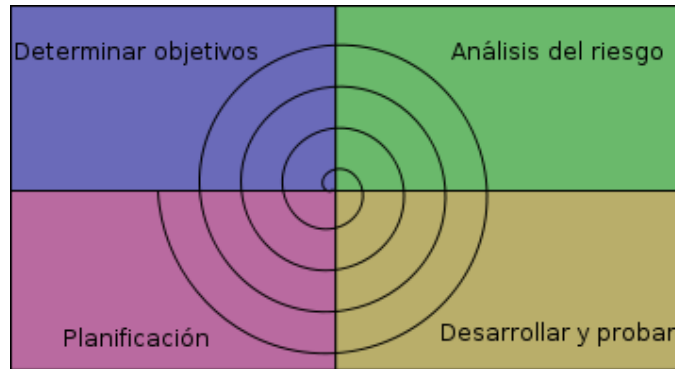 Determinar objetivos
Análisis del riesgo
Planificación
Desarrollar y probar